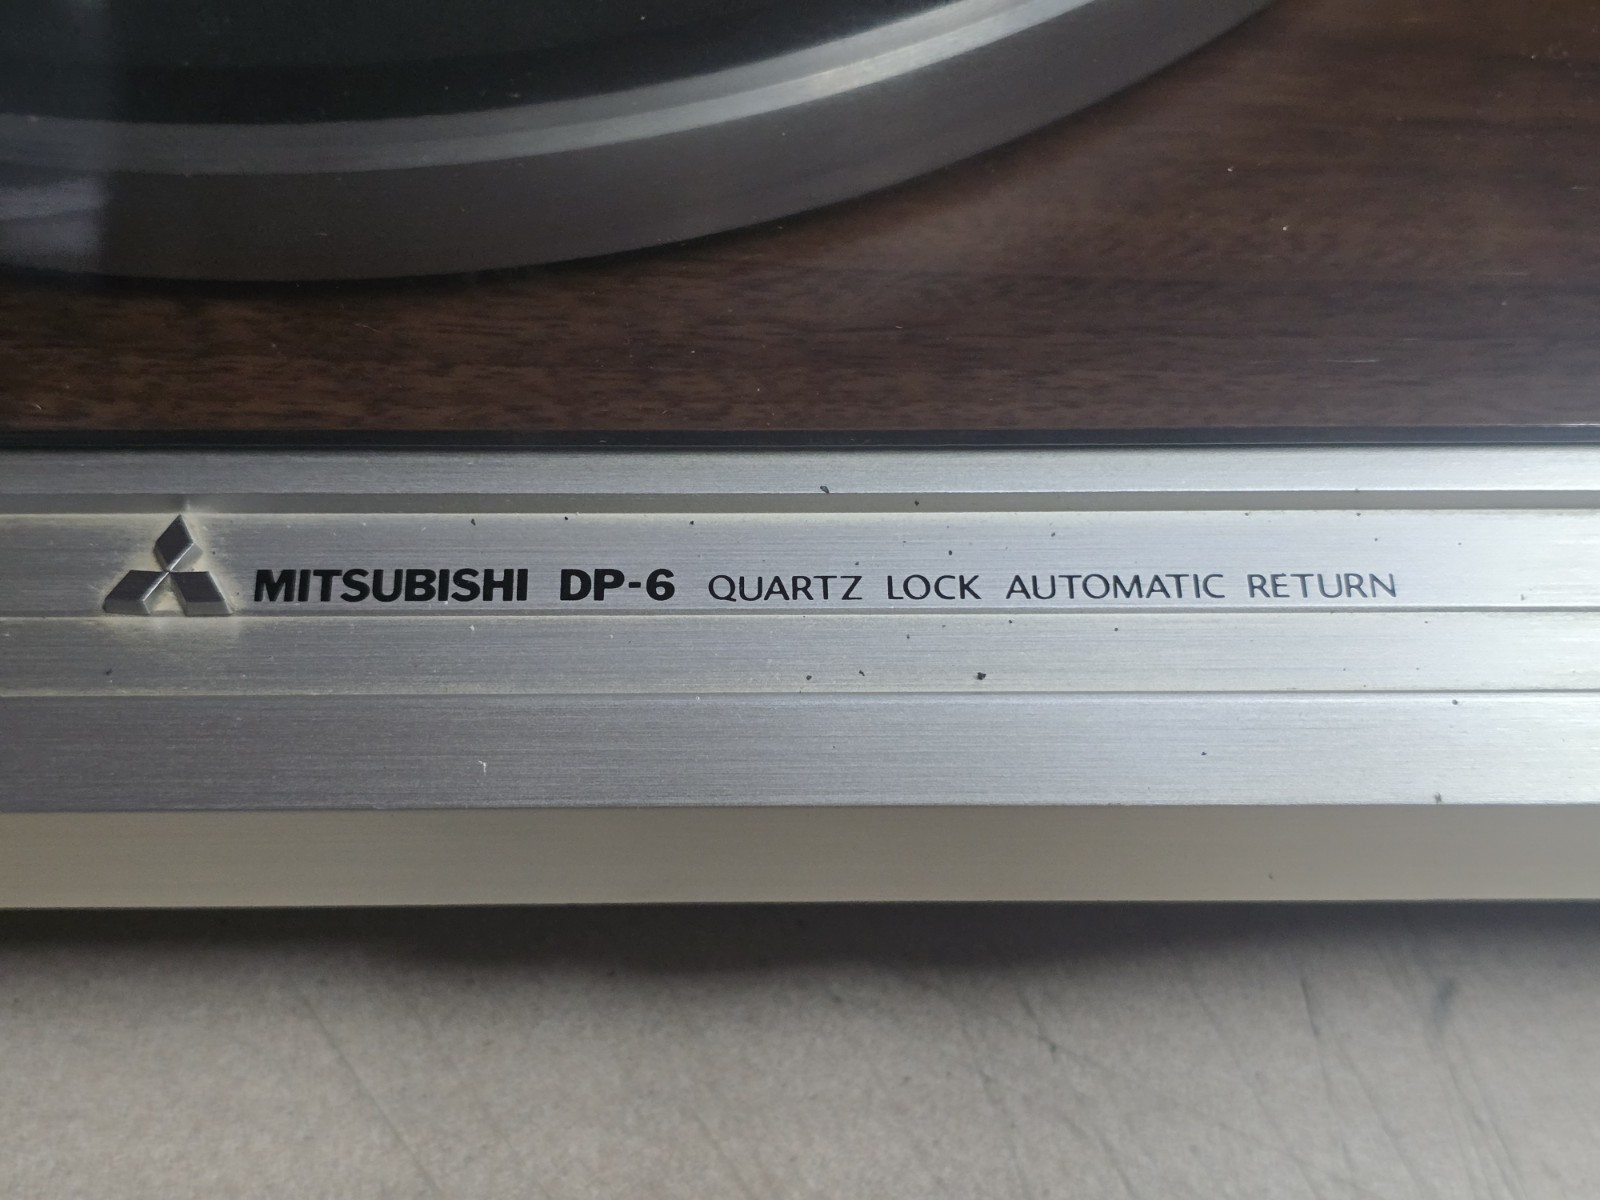 MITSUBISHI DP-6 QUARTZ LOCK AUTOMATIC RETURN